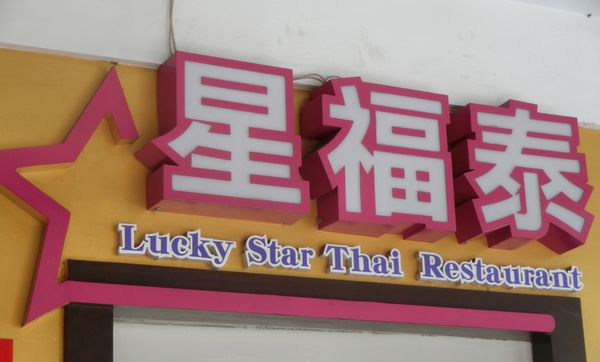 星福泰
Lucky Star Thai Restaurant